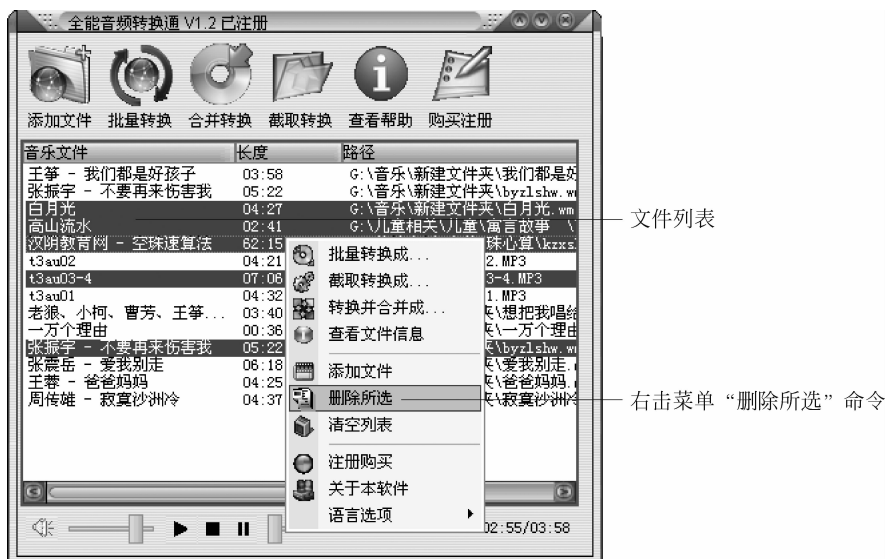 全能音频转换通 V1.2 已注册
添加文件 批量转换 合并转换 截取转换 查看帮助 购买注册
音乐文件 长度 路径
王筝 - 我们都是好孩子 03:58 G:\音乐\新建文件夹\我们都是好
张振宇 - 不要再来伤害我 05:22 G:\音乐\新建文件夹\byzlshw.w
白月光 04:27 G:\音乐\新建文件夹\白月光.wm
文件列表
高山流水 02:41 G:\儿童相关\儿童\寓言故事 \
汉阴教育网 - 空珠速算法 62:15 珠心算\kzxs
t3au02 04:21 2.MP3
t3au03-4 07:06 3-4.MP3
t3au01 04:32 1.MP3
老狼、小柯、曹芳、王筝... 03:40 夹\想把我唱给
一万个理由 00:36 夹\一万个理由
张振宇 - 不要再来伤害我 05:22 夹\byzlshw.w
张震岳 - 爱我别走 06:18 夹\爱我别走.
王蓉 - 爸爸妈妈 04:25 夹\爸爸妈妈.
周传雄 - 寂寞沙洲冷 04:37 夹\寂寞沙洲
批量转换成...
截取转换成...
转换并合并成...
查看文件信息
添加文件
删除所选
右击菜单“删除所选”命令
清空列表
注册购买
关于本软件
语言选项
02:55/03:58